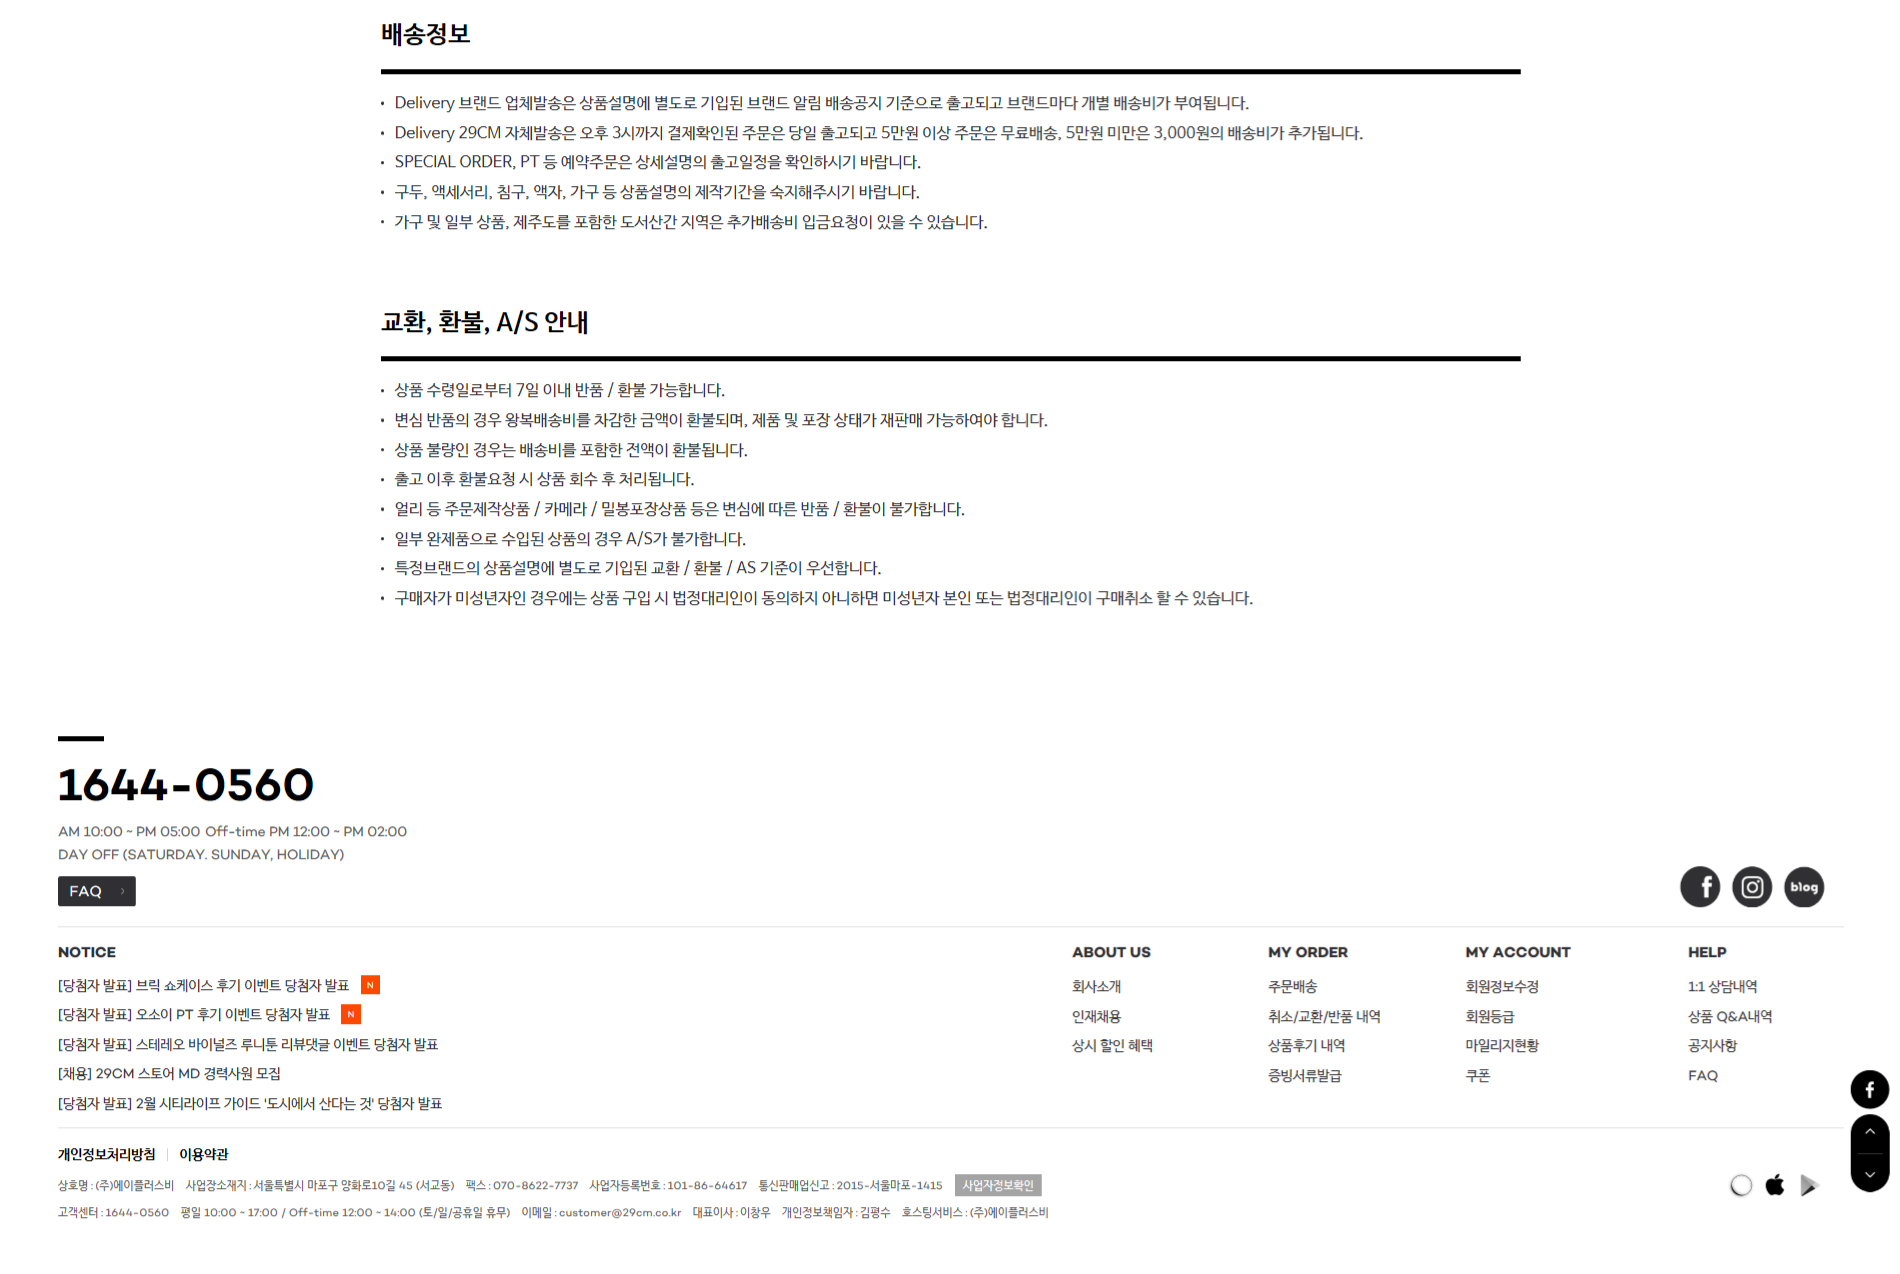 배송정보
· Delivery 브랜드 업체발송은 상품설명에 별도로 기입된 브랜드 알림 배송공지 기준으로 출고되고 브랜드마다 개별 배송비가 부여됩니다.
· Delivery 29CM 자체발송은 오후 3시까지 결제확인된 주문은 당일 출고되고 5만원 이상 주문은 무료배송, 5만원 미만은 3,000원의 배송비가 추가됩니다.
· SPECIAL ORDER, PT 등 예약주문은 상세설명의 출고일정을 확인하시기 바랍니다.
· 구두, 액세서리, 침구, 액자, 가구 등 상품설명의 제작기간을 숙지해주시기 바랍니다.
· 가구 및 일부 상품, 제주도를 포함한 도서산간 지역은 추가배송비 입금요청이 있을 수 있습니다.
교환, 환불, A/S 안내
· 상품 수령일로부터 7일 이내 반품 / 환불 가능합니다.
· 변심 반품의 경우 왕복배송비를 차감한 금액이 환불되며, 제품 및 포장 상태가 재판매 가능하여야 합니다.
· 상품 불량인 경우는 배송비를 포함한 전액이 환불됩니다.
· 출고 이후 환불요청 시 상품 회수 후 처리됩니다.
· 얼리 등 주문제작상품 / 카메라 / 밀봉포장상품 등은 변심에 따른 반품 / 환불이 불가합니다.
· 일부 완제품으로 수입된 상품의 경우 A/S가 불가합니다.
· 특정브랜드의 상품설명에 별도로 기입된 교환 / 환불 / AS 기준이 우선합니다.
· 구매자가 미성년자인 경우에는 상품 구입 시 법정대리인이 동의하지 아니하면 미성년자 본인 또는 법정대리인이 구매취소 할 수 있습니다.
1644-0560
AM 10:00 ~ PM 05:00 Off-time PM 12:00 ~ PM 02:00
DAY OFF (SATURDAY. SUNDAY, HOLIDAY)
FAQ >
f blog
NOTICE
[당첨자 발표] 브릭 쇼케이스 후기 이벤트 당첨자 발표 N
[당첨자 발표] 오소이 PT 후기 이벤트 당첨자 발표 N
[당첨자 발표] 스테레오 바이널즈 루니툰 리뷰댓글 이벤트 당첨자 발표
[채용] 29CM 스토어 MD 경력사원 모집
[당첨자 발표] 2월 시티라이프 가이드 '도시에서 산다는 것' 당첨자 발표
ABOUT US
회사소개
인재채용
상시 할인 혜택
MY ORDER
주문배송
취소/교환/반품 내역
상품후기 내역
증빙서류발급
MY ACCOUNT
회원정보수정
회원등급
마일리지현황
쿠폰
HELP
1:1 상담내역
상품 Q&A내역
공지사항
FAQ
f
개인정보처리방침 | 이용약관
상호명 : (주)에이플러스비 사업장소재지 : 서울특별시 마포구 양화로10길 45 (서교동) 팩스 : 070-8622-7737 사업자등록번호 : 101-86-64617 통신판매업신고 : 2015-서울마포-1415 사업자정보확인
고객센터 : 1644-0560 평일 10:00 ~ 17:00 / Off-time 12:00 ~ 14:00 (토/일/공휴일 휴무) 이메일 : customer@29cm.co.kr 대표이사 : 이창우 개인정보책임자 : 김평수 호스팅서비스 : (주)에이플러스비